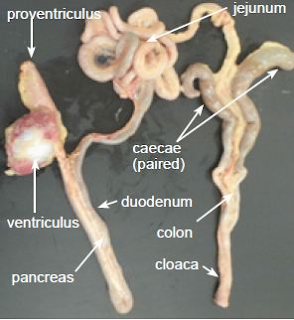 proventriculus
jejunum
caecae
(paired)
duodenum
ventriculus
colon
cloaca
pancreas